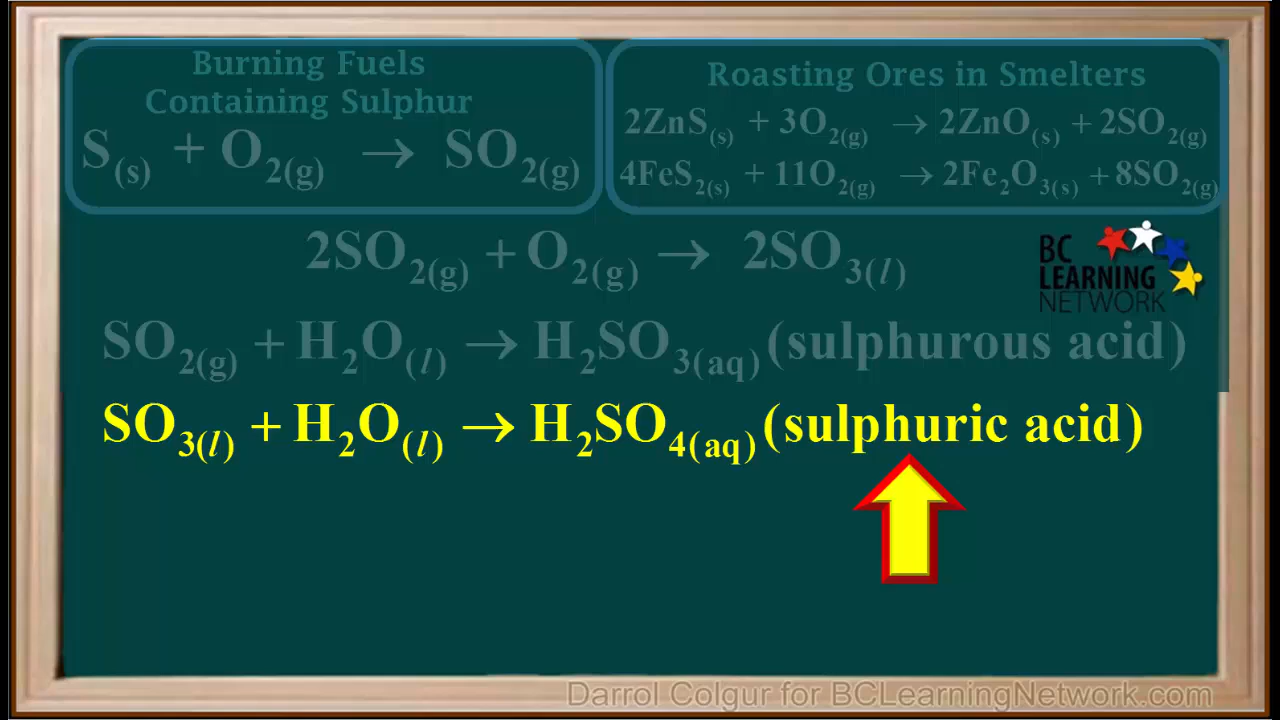 Burning Fuels
Containing Sulphur
S(s) + O2(g) → SO2(g)
Roasting Ores in Smelters
2ZnS(s) + 3O2(g) → 2ZnO(s) + 2SO2(g)
4FeS2(s) + 11O2(g) → 2Fe2O3(s) + 8SO2(g)
2SO2(g) + O2(g) → 2SO3(l)
BC
LEARNING
NETWORK
SO2(g) + H2O(l) → H2SO3(aq) (sulphurous acid)
SO3(l) + H2O(l) → H2SO4(aq) (sulphuric acid)
Darrol Colgur for BCLearningNetwork.com